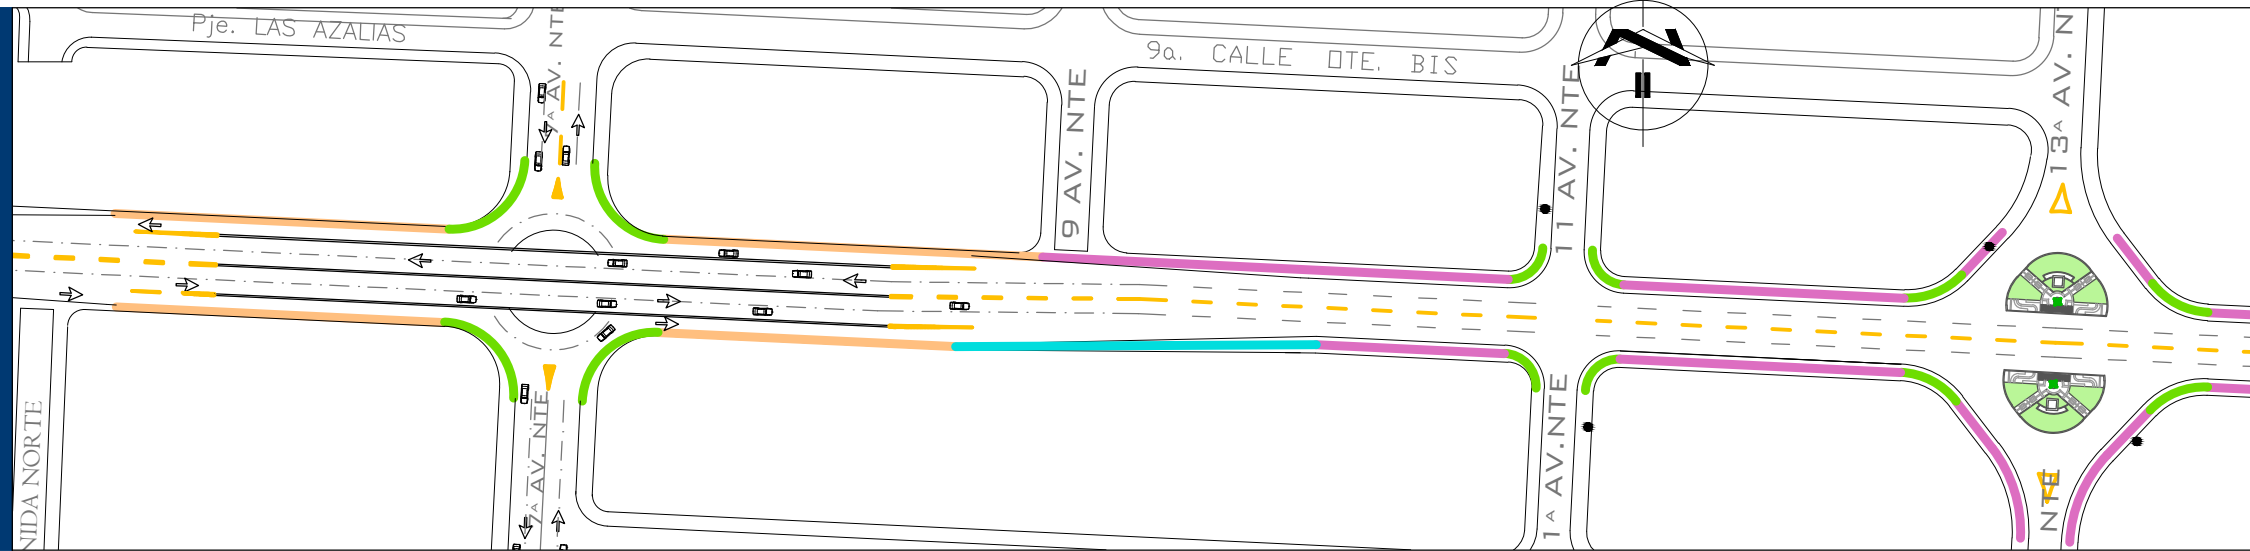 Pje. LAS AZALIAS
7ª AV. NTE
9a. CALLE OTE. BIS
9 AV. NTE
11 AV. NTE
13ª AV. NT
NIDA NORTE
7ª AV. NTE
1ª AV.NTE
NTE